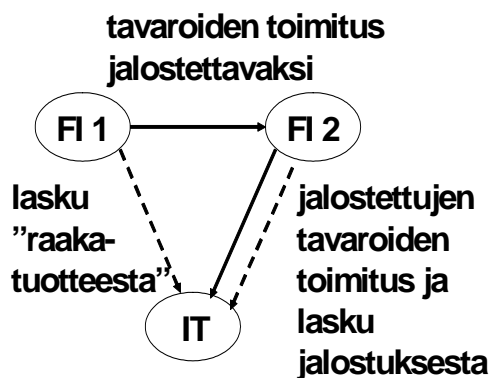 tavaroiden toimitus
jalostettavaksi
FI 1
FI 2
lasku
”raaka-
tuotteesta”
jalostettujen
tavaroiden
toimitus ja
lasku
jalostuksesta
IT